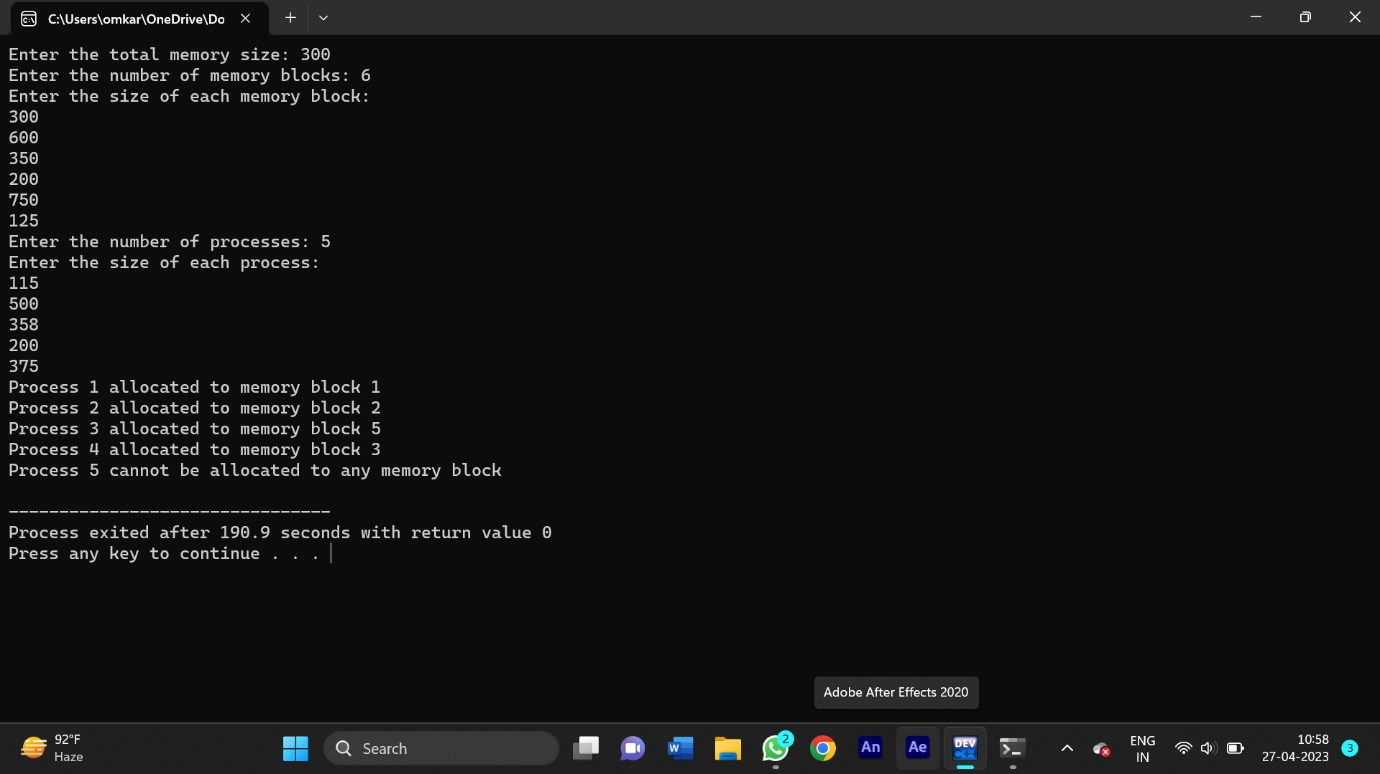 C:\Users\omkar\OneDrive\Do
Enter the total memory size: 300
Enter the number of memory blocks: 6
Enter the size of each memory block:
300
600
350
200
750
125
Enter the number of processes: 5
Enter the size of each process:
115
500
358
200
375
Process 1 allocated to memory block 1
Process 2 allocated to memory block 2
Process 3 allocated to memory block 5
Process 4 allocated to memory block 3
Process 5 cannot be allocated to any memory block
--------------------------------
Process exited after 190.9 seconds with return value 0
Press any key to continue . . .
Adobe After Effects 2020
92°F
Haze
Search
W
2
An
Ae
DEV
C++
ENG
IN
10:58
27-04-2023
3